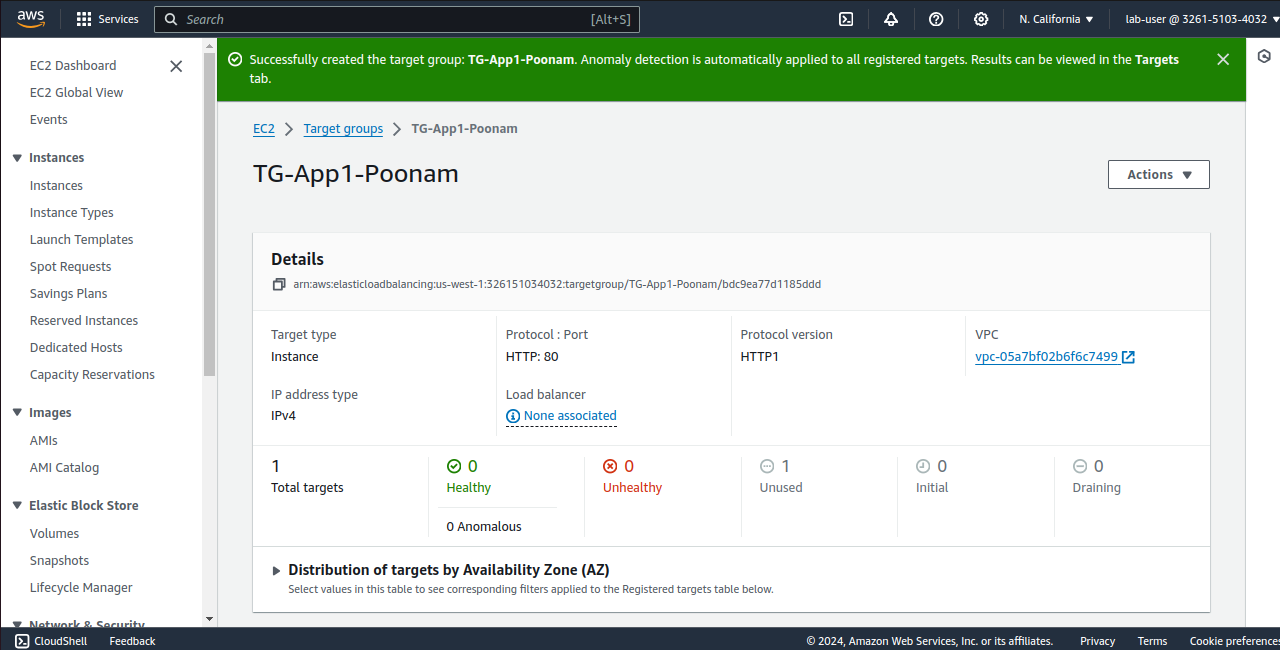 aws
Services
Search
[Alt+S]
N. California
lab-user @ 3261-5103-4032
EC2 Dashboard
EC2 Global View
Events
Instances
Instances
Instance Types
Launch Templates
Spot Requests
Savings Plans
Reserved Instances
Dedicated Hosts
Capacity Reservations
Images
AMIs
AMI Catalog
Elastic Block Store
Volumes
Snapshots
Lifecycle Manager
Network & Security
Successfully created the target group: TG-App1-Poonam. Anomaly detection is automatically applied to all registered targets. Results can be viewed in the Targets
tab.
EC2 > Target groups > TG-App1-Poonam
TG-App1-Poonam
Actions
Details
arn:aws:elasticloadbalancing:us-west-1:326151034032:targetgroup/TG-App1-Poonam/bdc9ea77d1185ddd
Target type
Instance
Protocol : Port
HTTP: 80
Protocol version
HTTP1
VPC
vpc-05a7bf02b6f6c7499
IP address type
IPv4
Load balancer
None associated
1
Total targets
0
Healthy
0 Anomalous
0
Unhealthy
1
Unused
0
Initial
0
Draining
Distribution of targets by Availability Zone (AZ)
Select values in this table to see corresponding filters applied to the Registered targets table below.
CloudShell
Feedback
© 2024, Amazon Web Services, Inc. or its affiliates.
Privacy
Terms
Cookie preferences